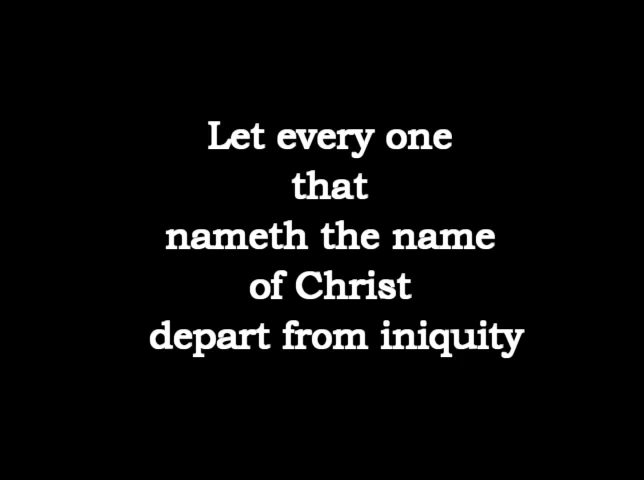 Let every one
that
nameth the name
of Christ
depart from iniquity